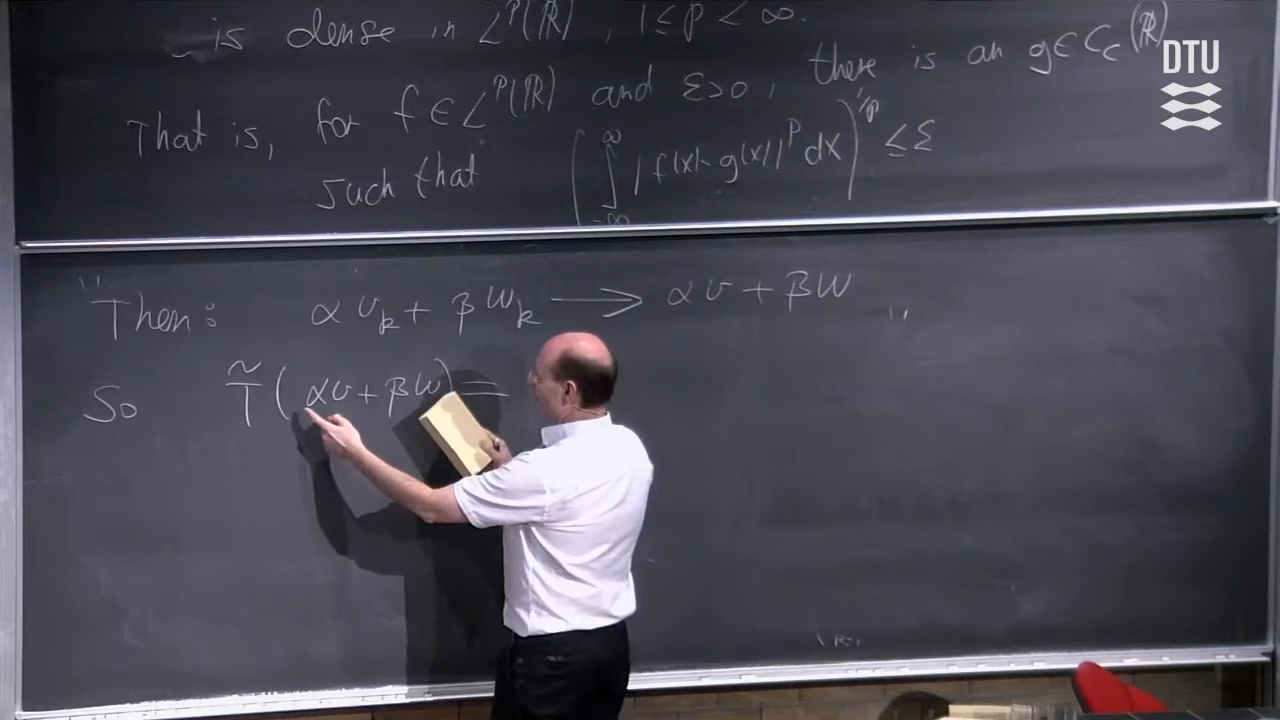 is dense in L^p(ℝ), 1≤p<∞.
That is, for f∈L^p(ℝ) and ε>0, there is an g∈C_c(ℝ)
such that (∫_{-∞}^{∞} |f(x)-g(x)|^p dx)^{1/p} ≤ε
Then: αv_k + βw_k ⟶ αv + βw
So T̃(αv + βw) =
DTU